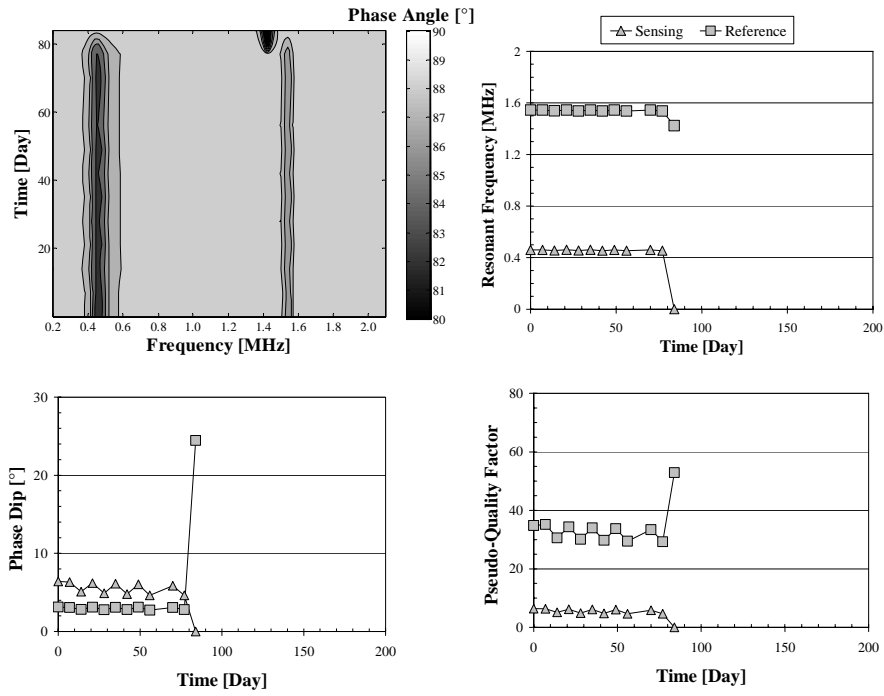 Phase Angle [°]
80
60
40
20
Time [Day]
0.2 0.4 0.6 0.8 1.0 1.2 1.4 1.6 1.8 2.0
Frequency [MHz]
90
89
88
87
86
85
84
83
82
81
80
Sensing Reference
2
1.6
1.2
0.8
0.4
0
Resonant Frequency [MHz]
0 50 100 150 200
Time [Day]
30
20
10
0
Phase Dip [°]
0 50 100 150 200
Time [Day]
80
60
40
20
0
Pseudo-Quality Factor
0 50 100 150 200
Time [Day]